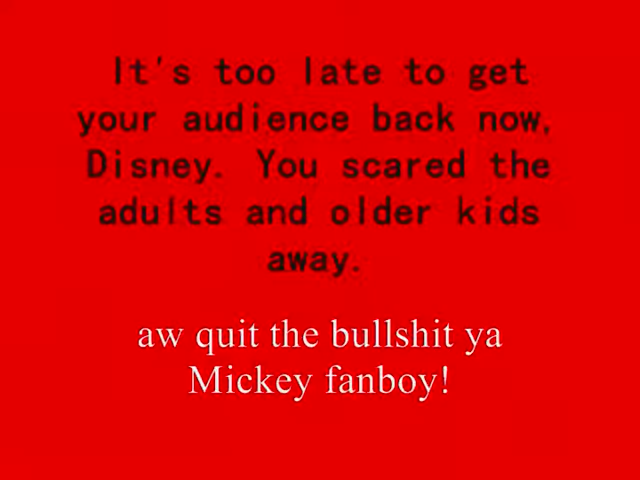 It's too late to get
your audience back now,
Disney. You scared the
adults and older kids
away.
aw quit the bullshit ya
Mickey fanboy!